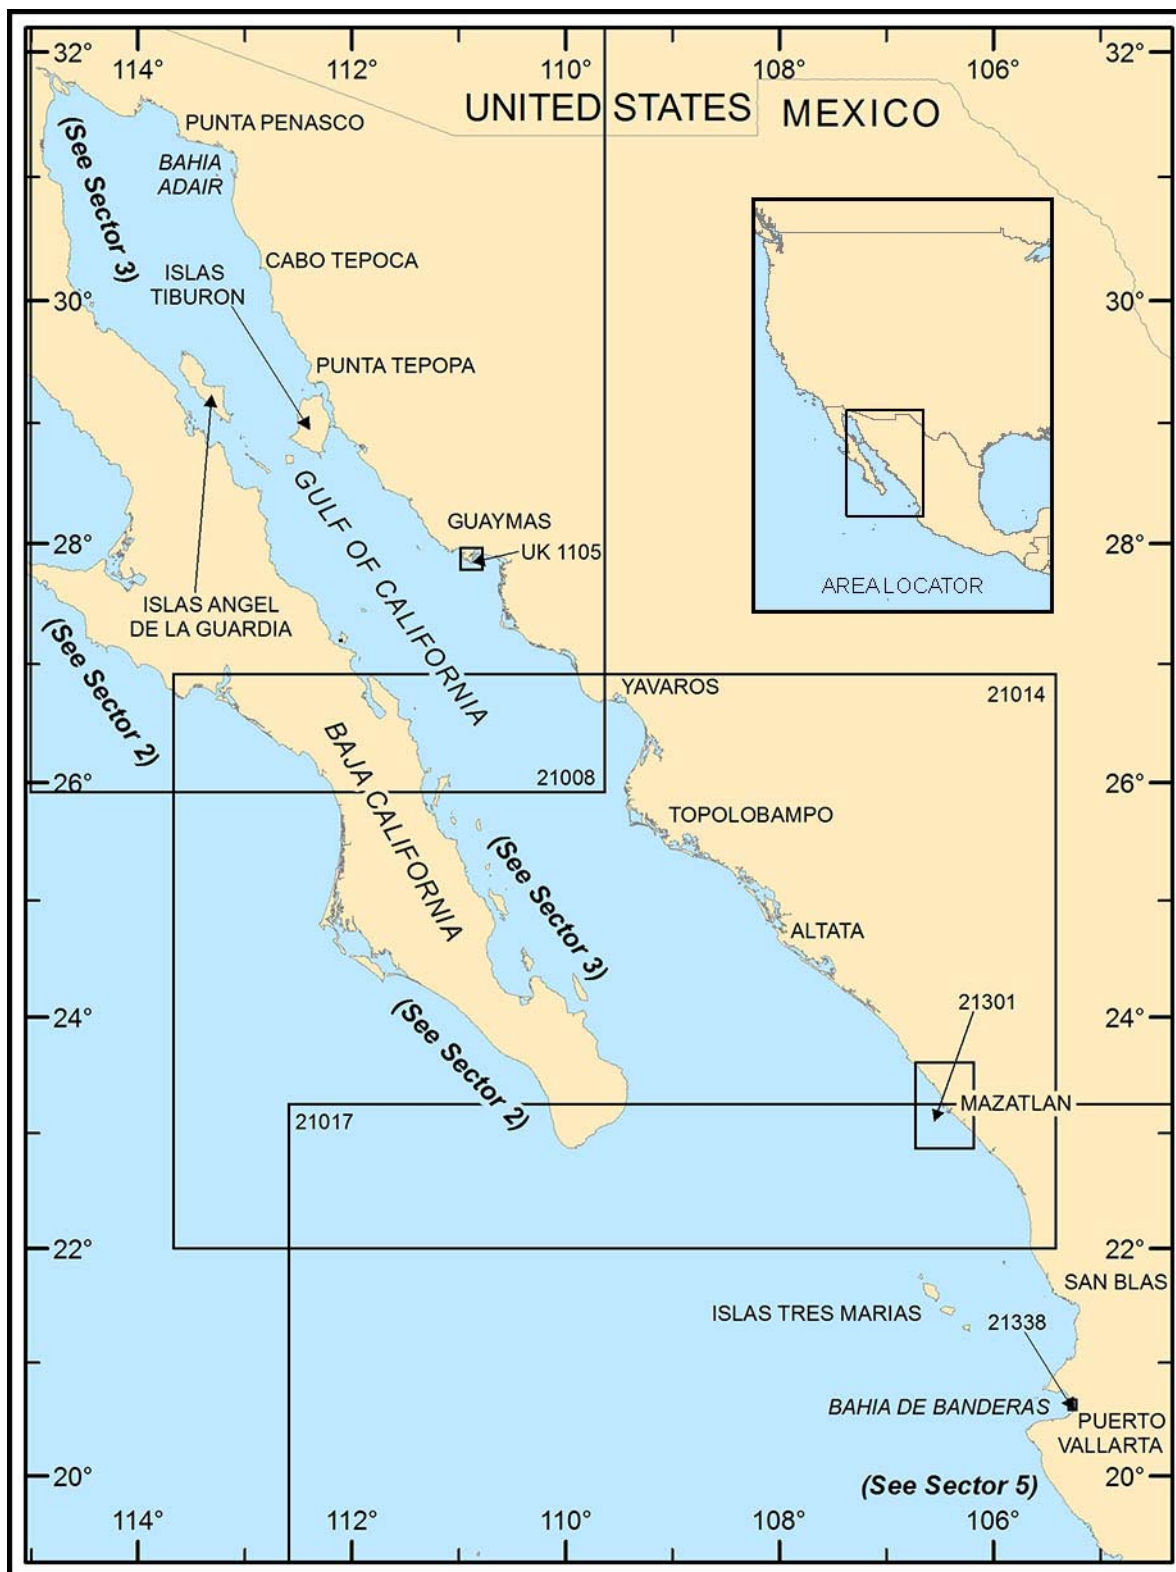 32°
114°
112°
110°
108°
106°
32°
UNITED STATES
MEXICO
PUNTA PENASCO
BAHIA
ADAIR
(See Sector 3)
CABO TEPOCA
ISLAS
TIBURON
30°
30°
PUNTA TEPOPA
GULF OF CALIFORNIA
GUAYMAS
UK 1105
28°
28°
AREA LOCATOR
ISLAS ANGEL
DE LA GUARDIA
(See Sector 2)
YAVAROS
21014
BAJA CALIFORNIA
26°
21008
26°
TOPOLOBAMPO
(See Sector 3)
ALTATA
24°
(See Sector 2)
21301
24°
MAZATLAN
21017
22°
22°
SAN BLAS
ISLAS TRES MARIAS
21338
BAHIA DE BANDERAS
PUERTO
VALLARTA
20°
(See Sector 5)
20°
114°
112°
110°
108°
106°